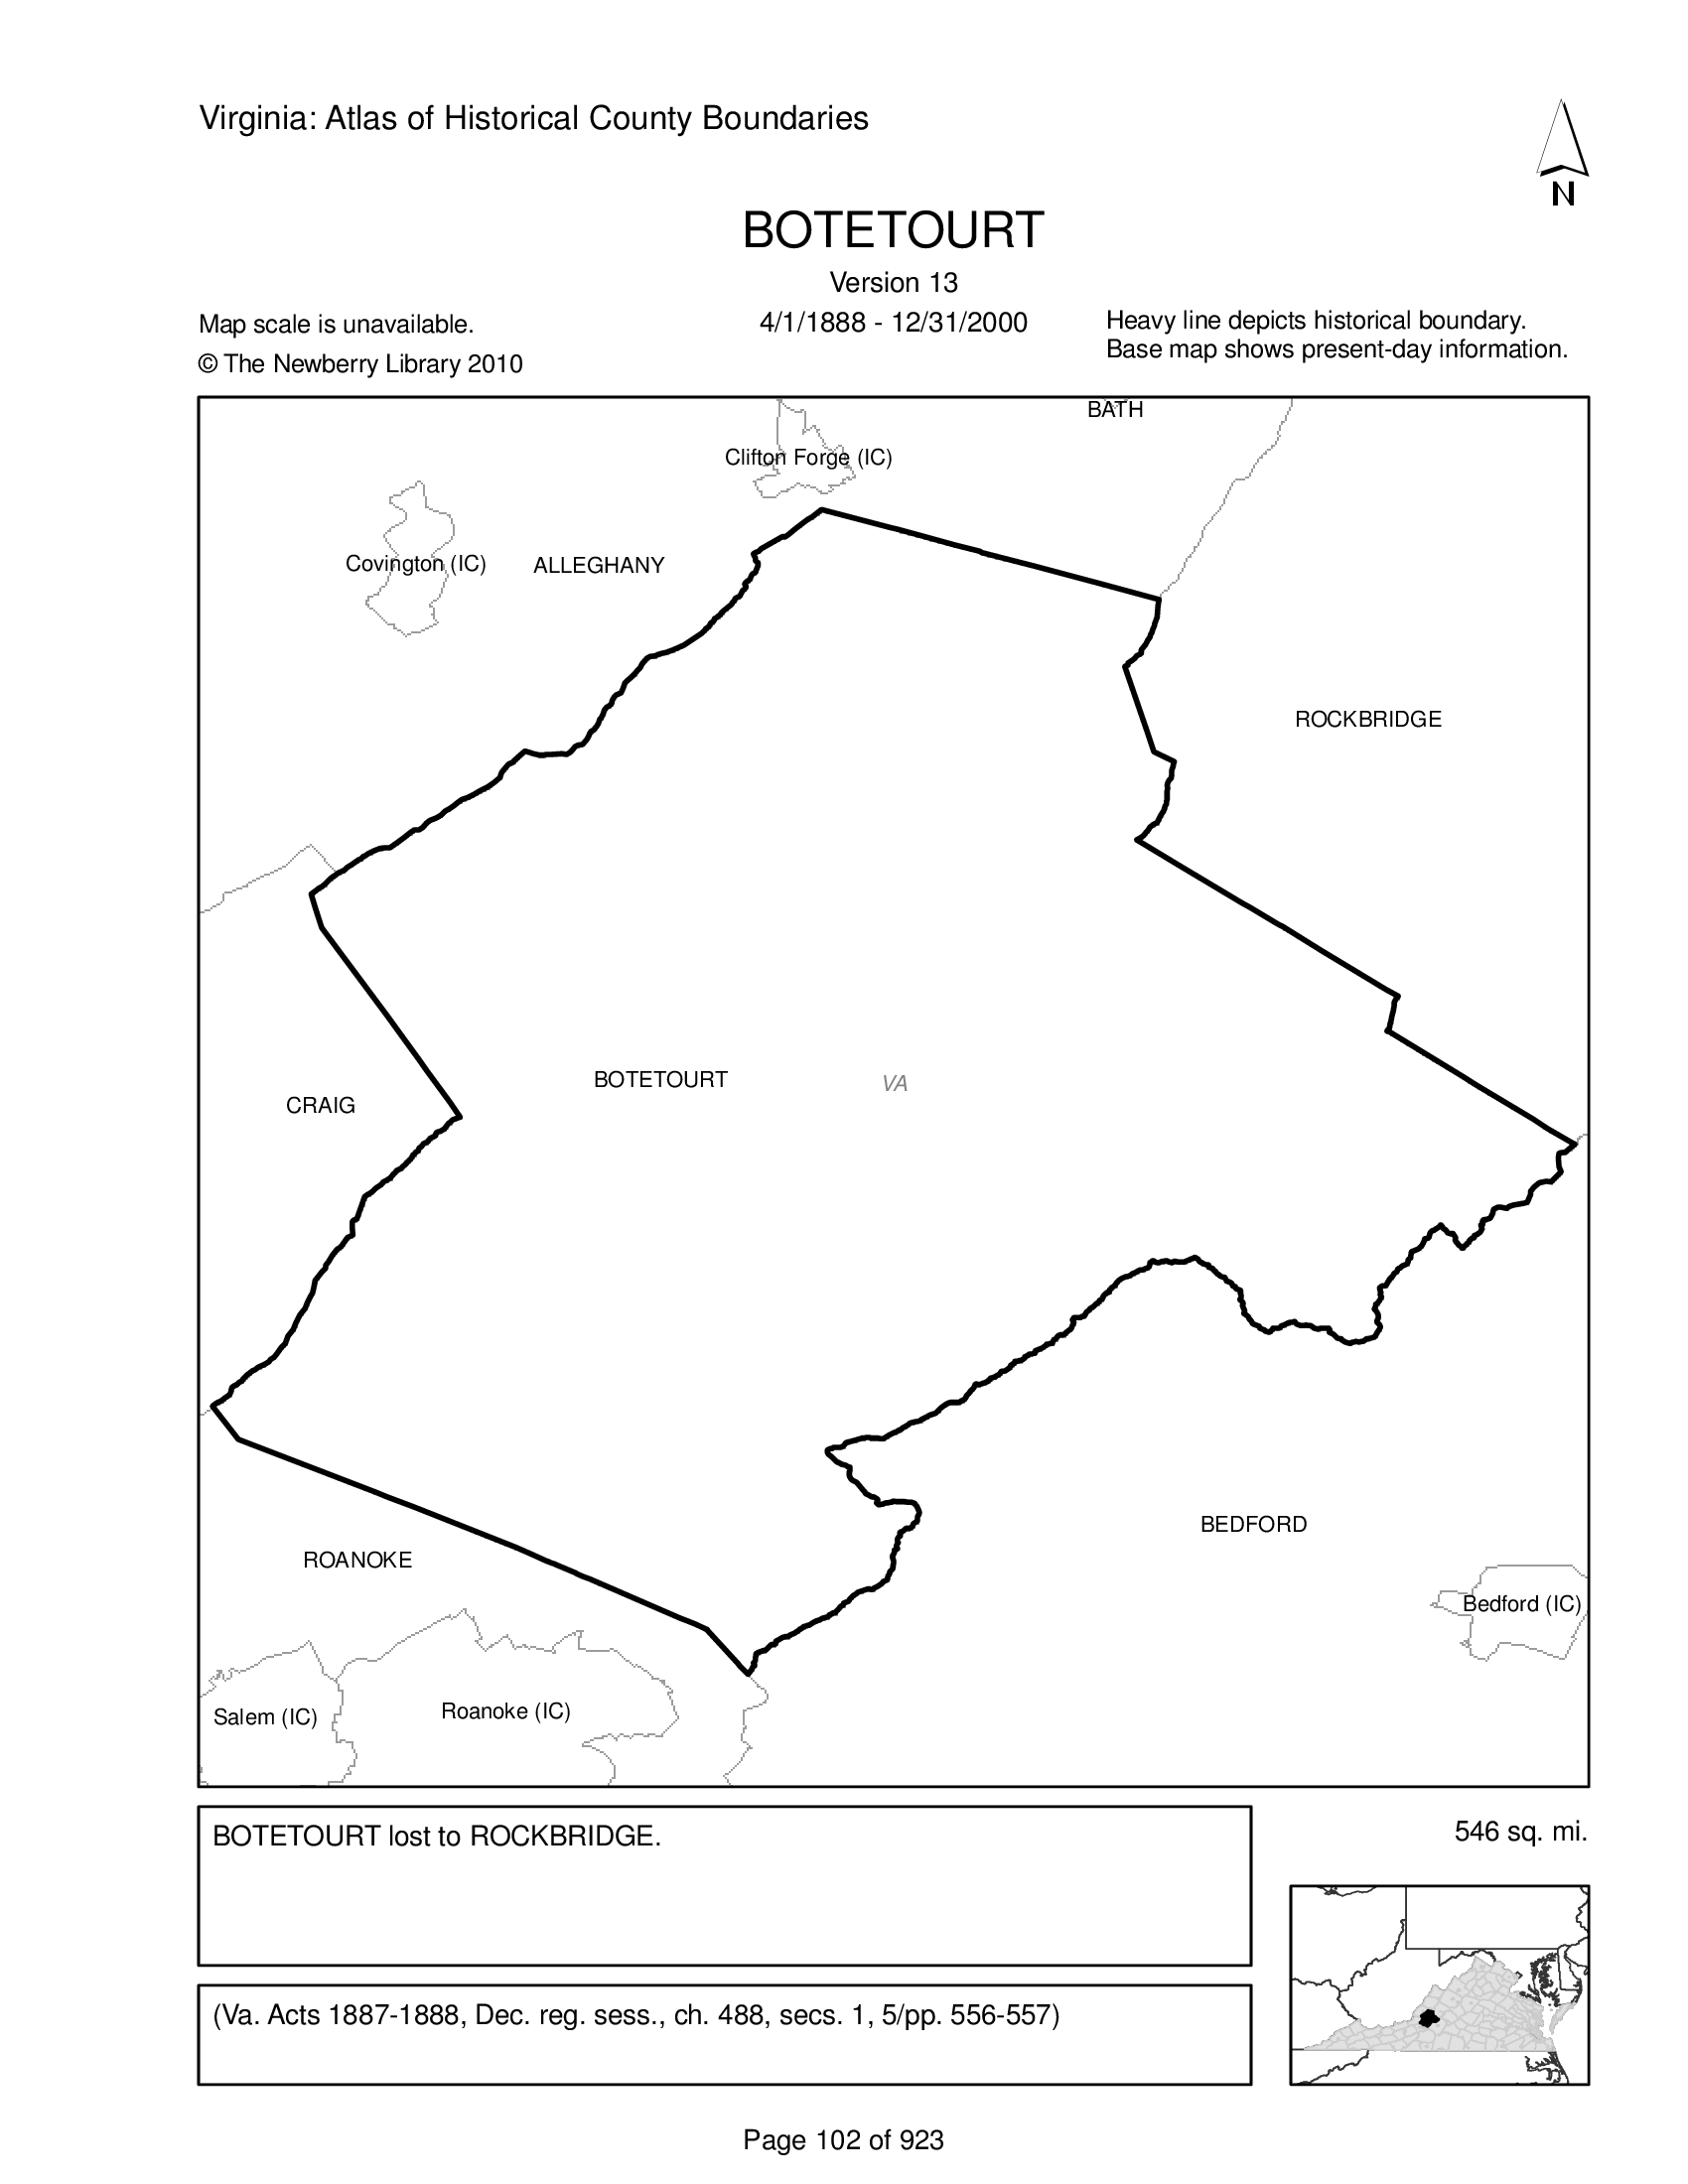 Virginia: Atlas of Historical County Boundaries
N
BOTETOURT
Version 13
4/1/1888 - 12/31/2000
Map scale is unavailable.
© The Newberry Library 2010
Heavy line depicts historical boundary.
Base map shows present-day information.
BATH
Clifton Forge (IC)
Covington (IC)
ALLEGHANY
ROCKBRIDGE
BOTETOURT
VA
CRAIG
BEDFORD
ROANOKE
Bedford (IC)
Salem (IC)
Roanoke (IC)
BOTETOURT lost to ROCKBRIDGE.
546 sq. mi.
(Va. Acts 1887-1888, Dec. reg. sess., ch. 488, secs. 1, 5/pp. 556-557)
Page 102 of 923